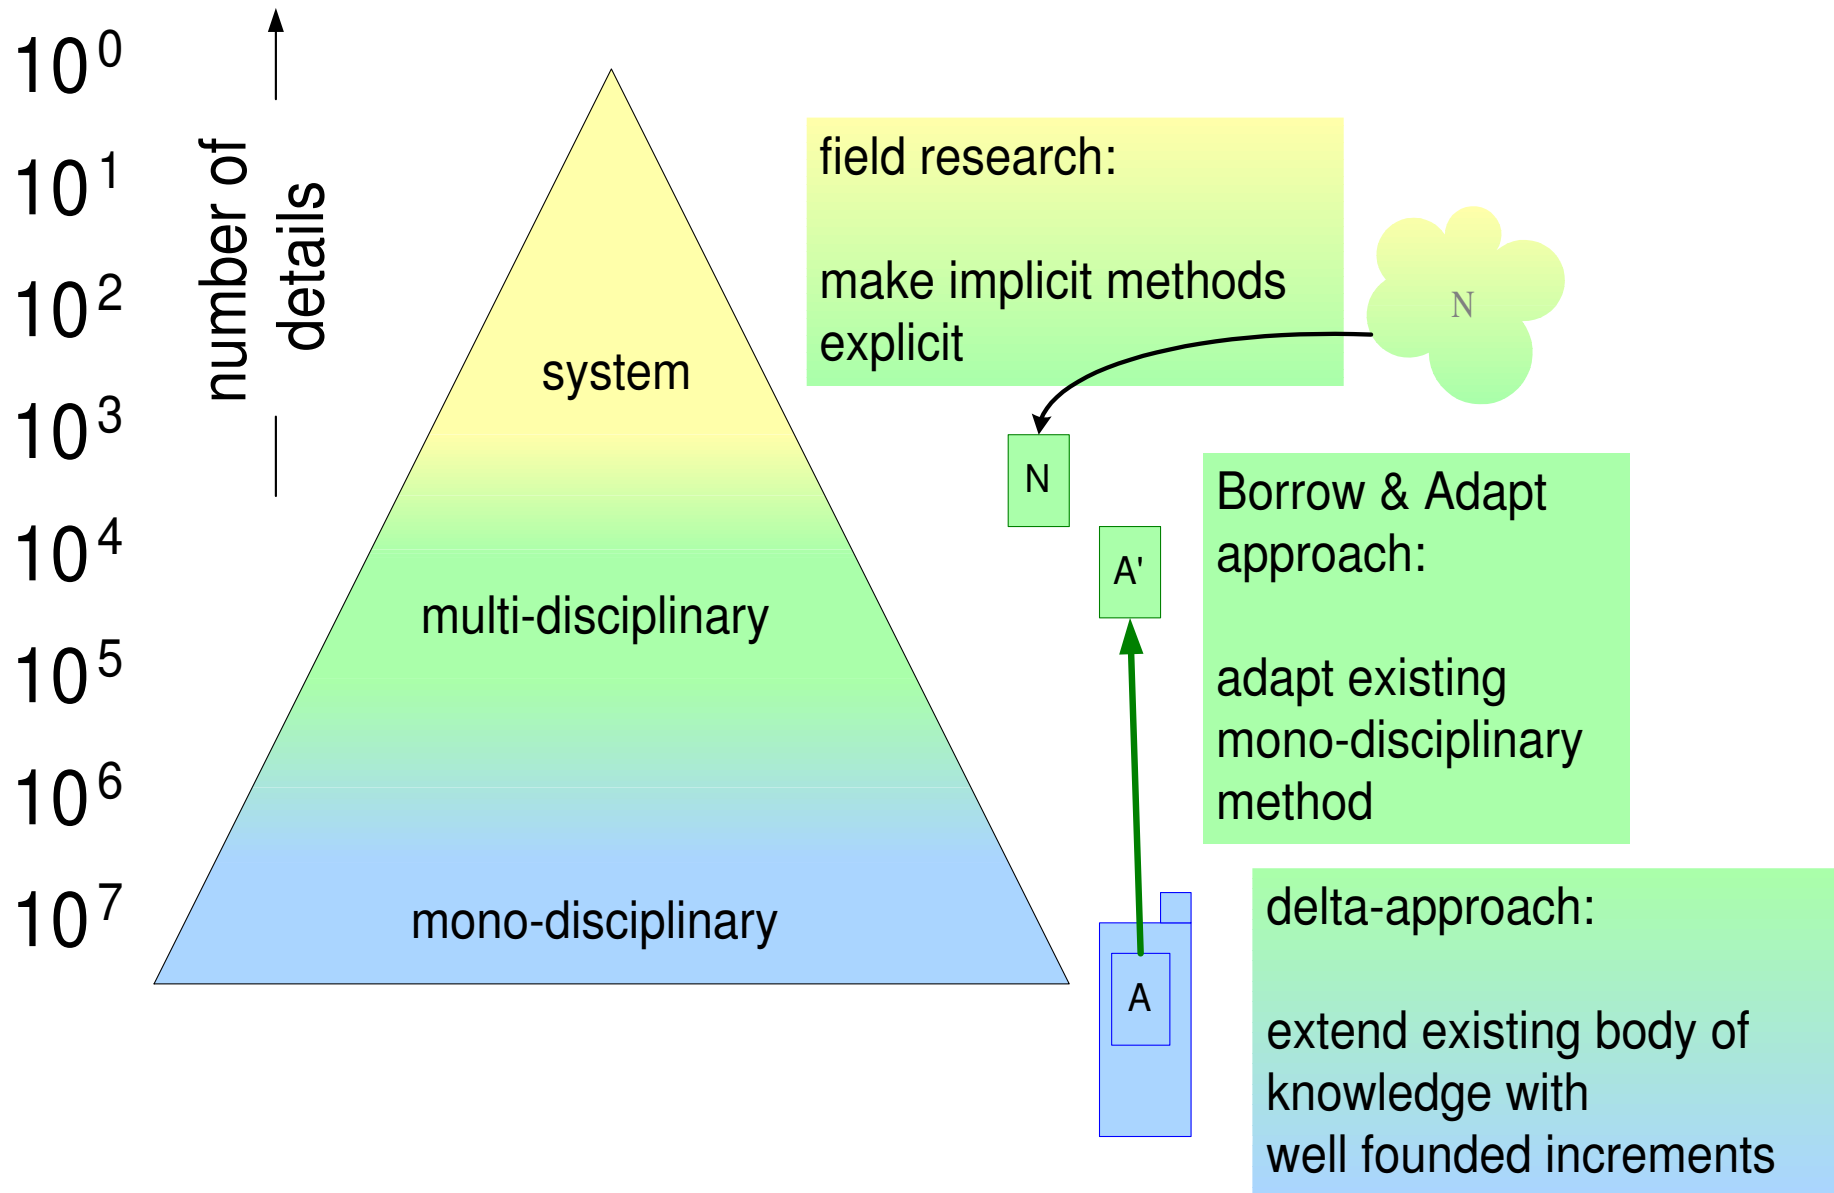 10⁰
10¹
10²
10³
10⁴
10⁵
10⁶
10⁷
number of
details
system
multi-disciplinary
mono-disciplinary
field research:
make implicit methods
explicit
N
N
A'
A
Borrow & Adapt
approach:
adapt existing
mono-disciplinary
method
delta-approach:
extend existing body of
knowledge with
well founded increments